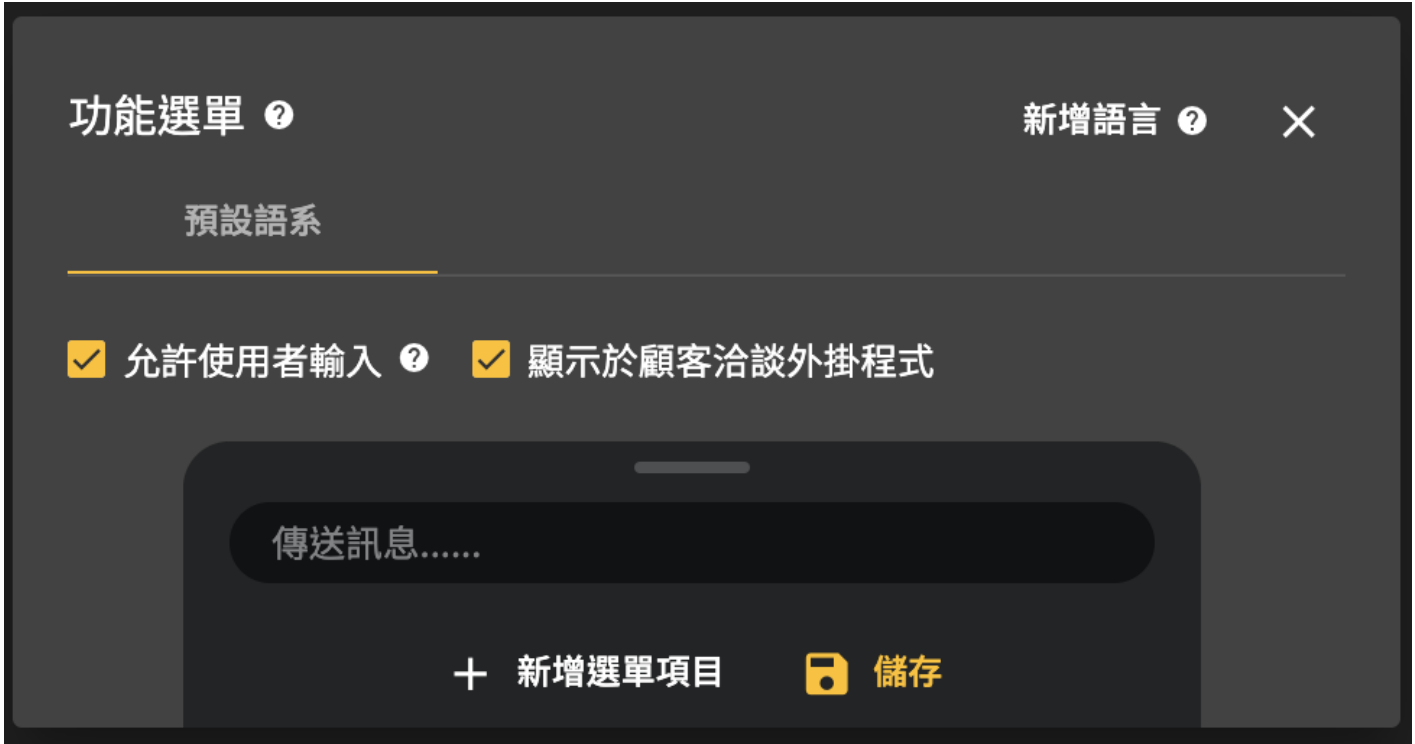 功能選單 ?
新增語言 ?
預設語系
允許使用者輸入 ?
顯示於顧客洽談外掛程式
傳送訊息......
新增選單項目
儲存